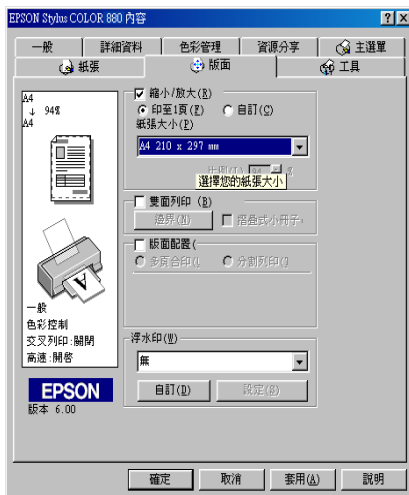 EPSON Stylus COLOR 880 內容
一般 詳細資料 色彩管理 資源分享 主選單
紙張 版面 工具
A4
↓ 94%
A4
一般
色彩控制
交叉列印:關閉
高速:開啓
EPSON
版本 6.00
縮小/放大(R)
印至1頁(F) 自訂(C)
紙張大小(P)
A4 210 x 297 mm
選擇您的紙張大小
雙面列印 (B)
邊界(N) 摺疊式小冊子
版面配置(
多頁合印( 分割列印(
浮水印(W)
無
自訂(D) 設定(S)
確定 取消 套用(A) 說明